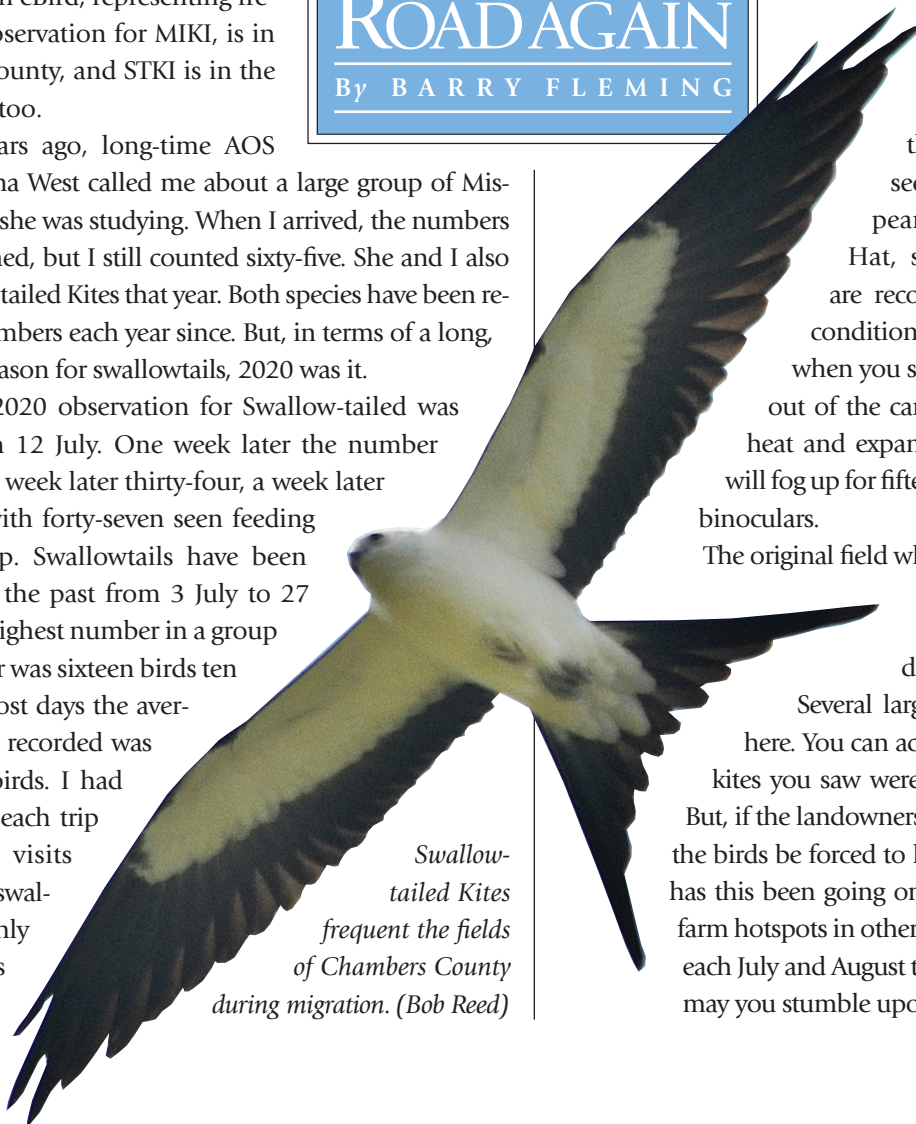 ROAD AGAIN
By BARRY FLEMING
n eBird, representing
observation for MIKI, is in
ounty, and STKI is in the
too.
ars ago, long-time AOS
na West called me about a large group of Mis-
she was studying. When I arrived, the numbers
ned, but I still counted sixty-five. She and I also
tailed Kites that year. Both species have been re-
mbers each year since. But, in terms of a long,
ason for swallowtails, 2020 was it.
2020 observation for Swallow-tailed was
n 12 July. One week later the number
week later thirty-four, a week later
with forty-seven seen feeding
p. Swallowtails have been
the past from 3 July to 27
ighest number in a group
r was sixteen birds ten
ost days the aver-
recorded was
birds. I had
each trip
visits
swal-
nly
s
Swallow-
tailed Kites
frequent the fields
of Chambers County
during migration. (Bob Reed)
th
see
pear
Hat, s
are reco
condition
when you s
out of the car
heat and expan
will fog up for fifte
binoculars.
The original field wh
d
Several larg
here. You can ad
kites you saw were
But, if the landowners
the birds be forced to l
has this been going on
farm hotspots in other
each July and August t
may you stumble upo